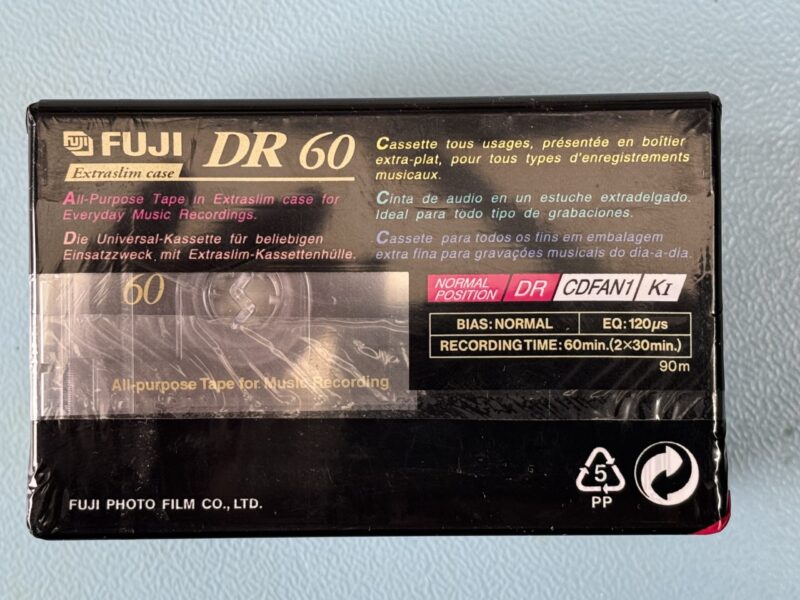 FUJI DR 60
Extraslim case
All-Purpose Tape in Extraslim case for
Everyday Music Recordings.
Die Universal-Kassette für beliebigen
Einsatzzweck mit Extraslim-Kassettenhülle.
Cassette tous usages, présentée en boîtier
extra-plat, pour tous types d'enregistrements
musicaux.
Cinta de audio en un estuche extradelgado.
Ideal para todo tipo de grabaciones.
Cassete para todos os fins em embalagem
extra fina para gravações musicais do dia-a-dia.
60
All-purpose Tape for Music Recording
NORMAL
POSITION
DR
CDFAN1
KI
BIAS: NORMAL
EQ: 120µs
RECORDING TIME: 60min.(2×30min.)
90m
5
PP
FUJI PHOTO FILM CO., LTD.